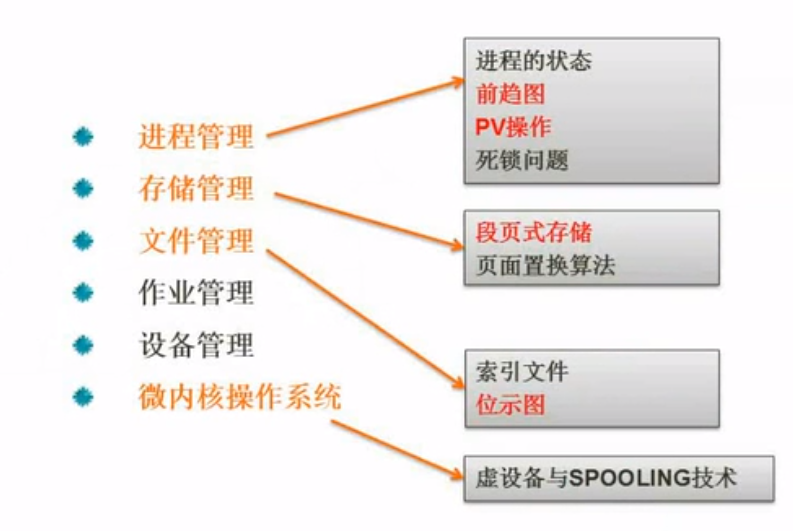 进程管理
存储管理
文件管理
作业管理
设备管理
微内核操作系统
进程的状态
前趋图
PV操作
死锁问题
段页式存储
页面置换算法
索引文件
位示图
虚设备与SPOOLING技术